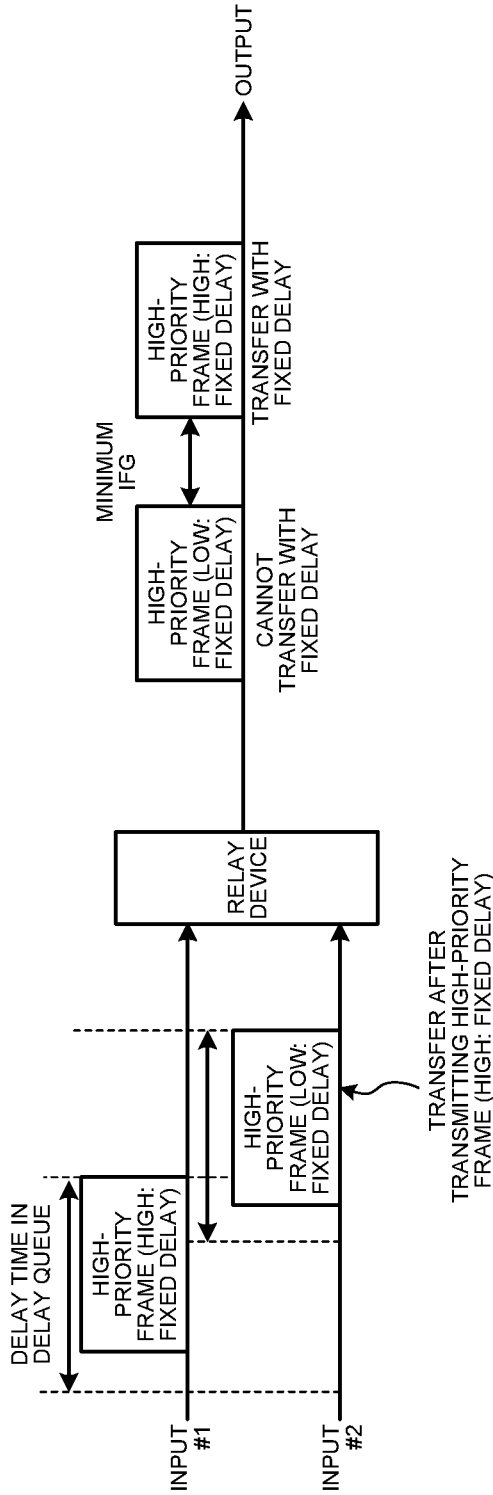 DELAY TIME IN
DELAY QUEUE
INPUT
#1
HIGH-
PRIORITY
FRAME (HIGH:
FIXED DELAY)
INPUT
#2
HIGH-
PRIORITY
FRAME (LOW:
FIXED DELAY)
TRANSFER AFTER
TRANSMITTING HIGH-PRIORITY
FRAME (HIGH: FIXED DELAY)
RELAY
DEVICE
HIGH-
PRIORITY
FRAME (LOW:
FIXED DELAY)
CANNOT
TRANSFER WITH
FIXED DELAY
MINIMUM
IFG
HIGH-
PRIORITY
FRAME (HIGH:
FIXED DELAY)
TRANSFER WITH
FIXED DELAY
OUTPUT